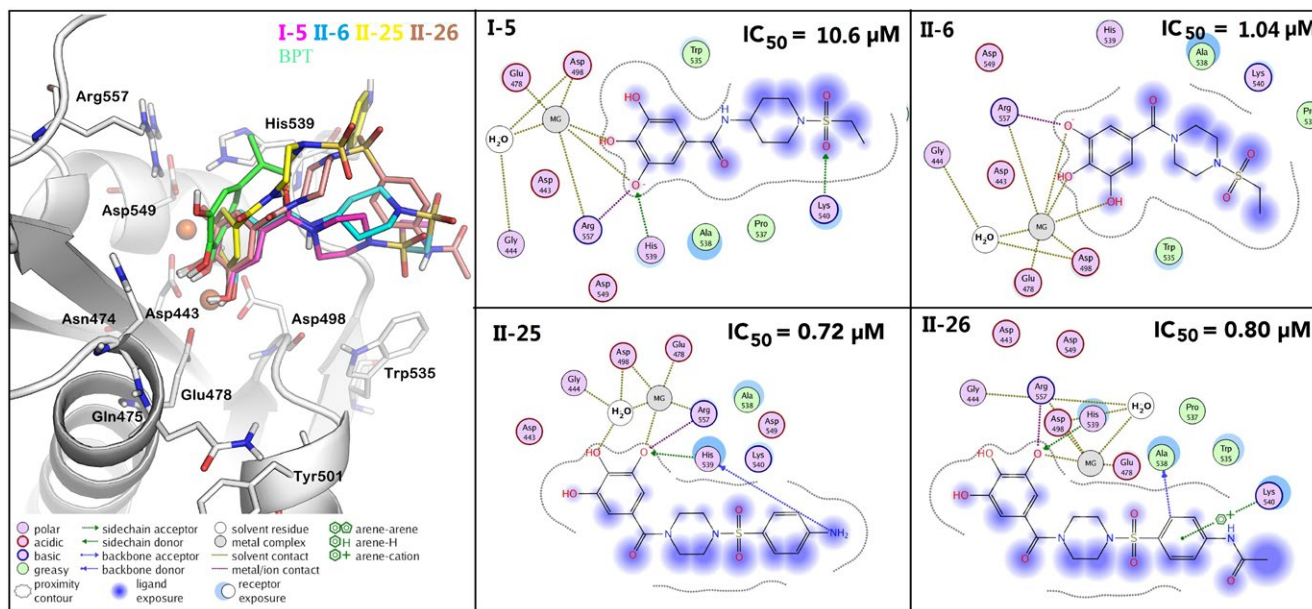 I-5 II-6 II-25 II-26
BPT
Arg557
His539
Asp549
Asn474
Asp443
Asp498
Glu478
Trp535
Gln475
Tyr501
polar
acidic
basic
greasy
proximity
contour
sidechain acceptor
sidechain donor
backbone acceptor
backbone donor
ligand
exposure
solvent residue
metal complex
solvent contact
metal/ion contact
receptor
exposure
arene-arene
H arene-H
+ arene-cation
I-5
IC50 = 10.6 µM
Trp
535
Asp
498
Glu
478
MG
H2O
HO
HO
O-
H
N
O
N
O
S
O
Asp
443
Arg
557
Gly
444
His
539
Ala
538
Pro
537
Lys
540
Asp
549
II-6
IC50 = 1.04 µM
His
539
Ala
538
Asp
549
Lys
540
Arg
557
Pro
Gly
444
Asp
443
O-
OH
OH
O
N
N
O
S
O
H2O
MG
Asp
498
Glu
478
Trp
535
II-25
IC50 = 0.72 µM
Asp
498
Glu
478
Gly
444
MG
H2O
Arg
557
Ala
538
Asp
549
Asp
443
His
539
Lys
540
HO
O-
HO
O
N
N
O
S
O
NH2
II-26
IC50 = 0.80 µM
Asp
443
Asp
549
Gly
444
Arg
557
H2O
His
539
Pro
537
Asp
498
MG
Glu
478
Ala
538
Trp
535
Lys
540
HO
O-
HO
O
N
N
O
S
O
+
H
N
O